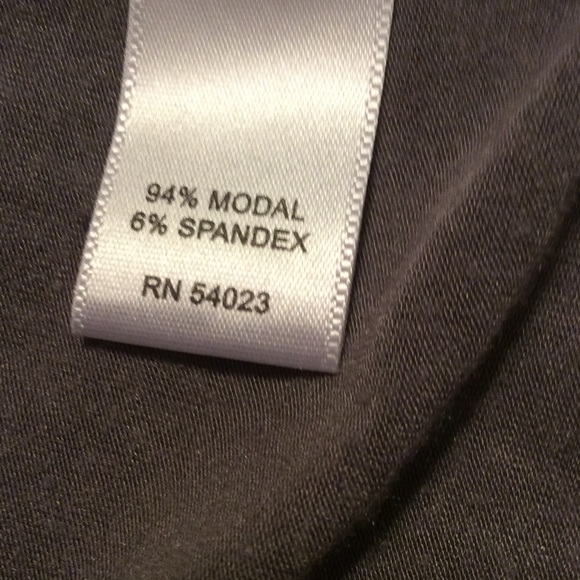 94% MODAL
6% SPANDEX
RN 54023